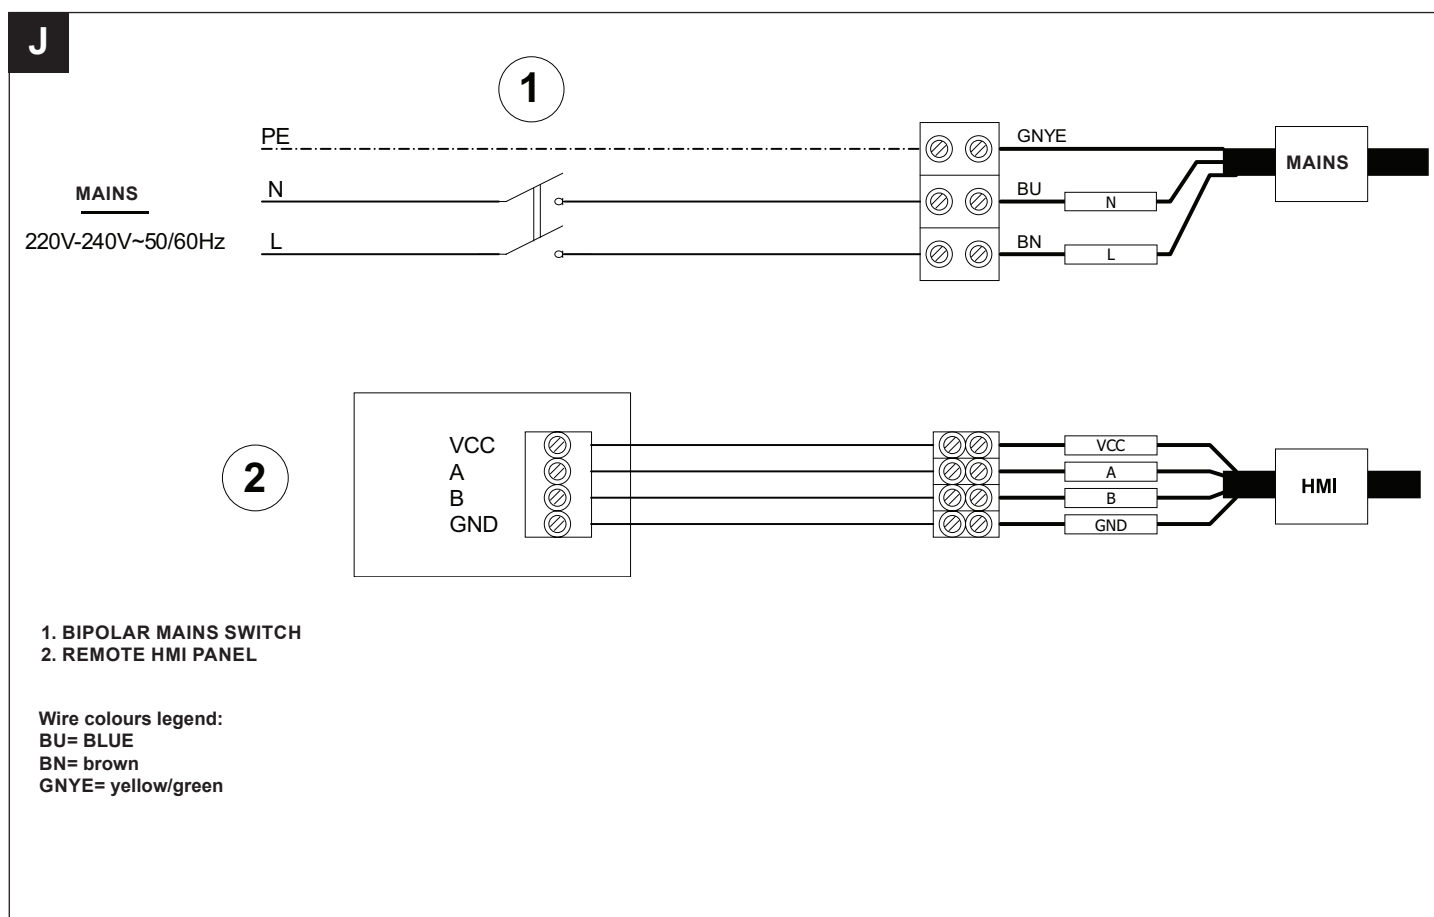 J
1
PE
GNYE
MAINS
MAINS
N
BU
N
220V-240V~50/60Hz
L
BN
L
2
VCC
VCC
A
A
B
B
GND
GND
HMI
1. BIPOLAR MAINS SWITCH
2. REMOTE HMI PANEL
Wire colours legend:
BU= BLUE
BN= brown
GNYE= yellow/green